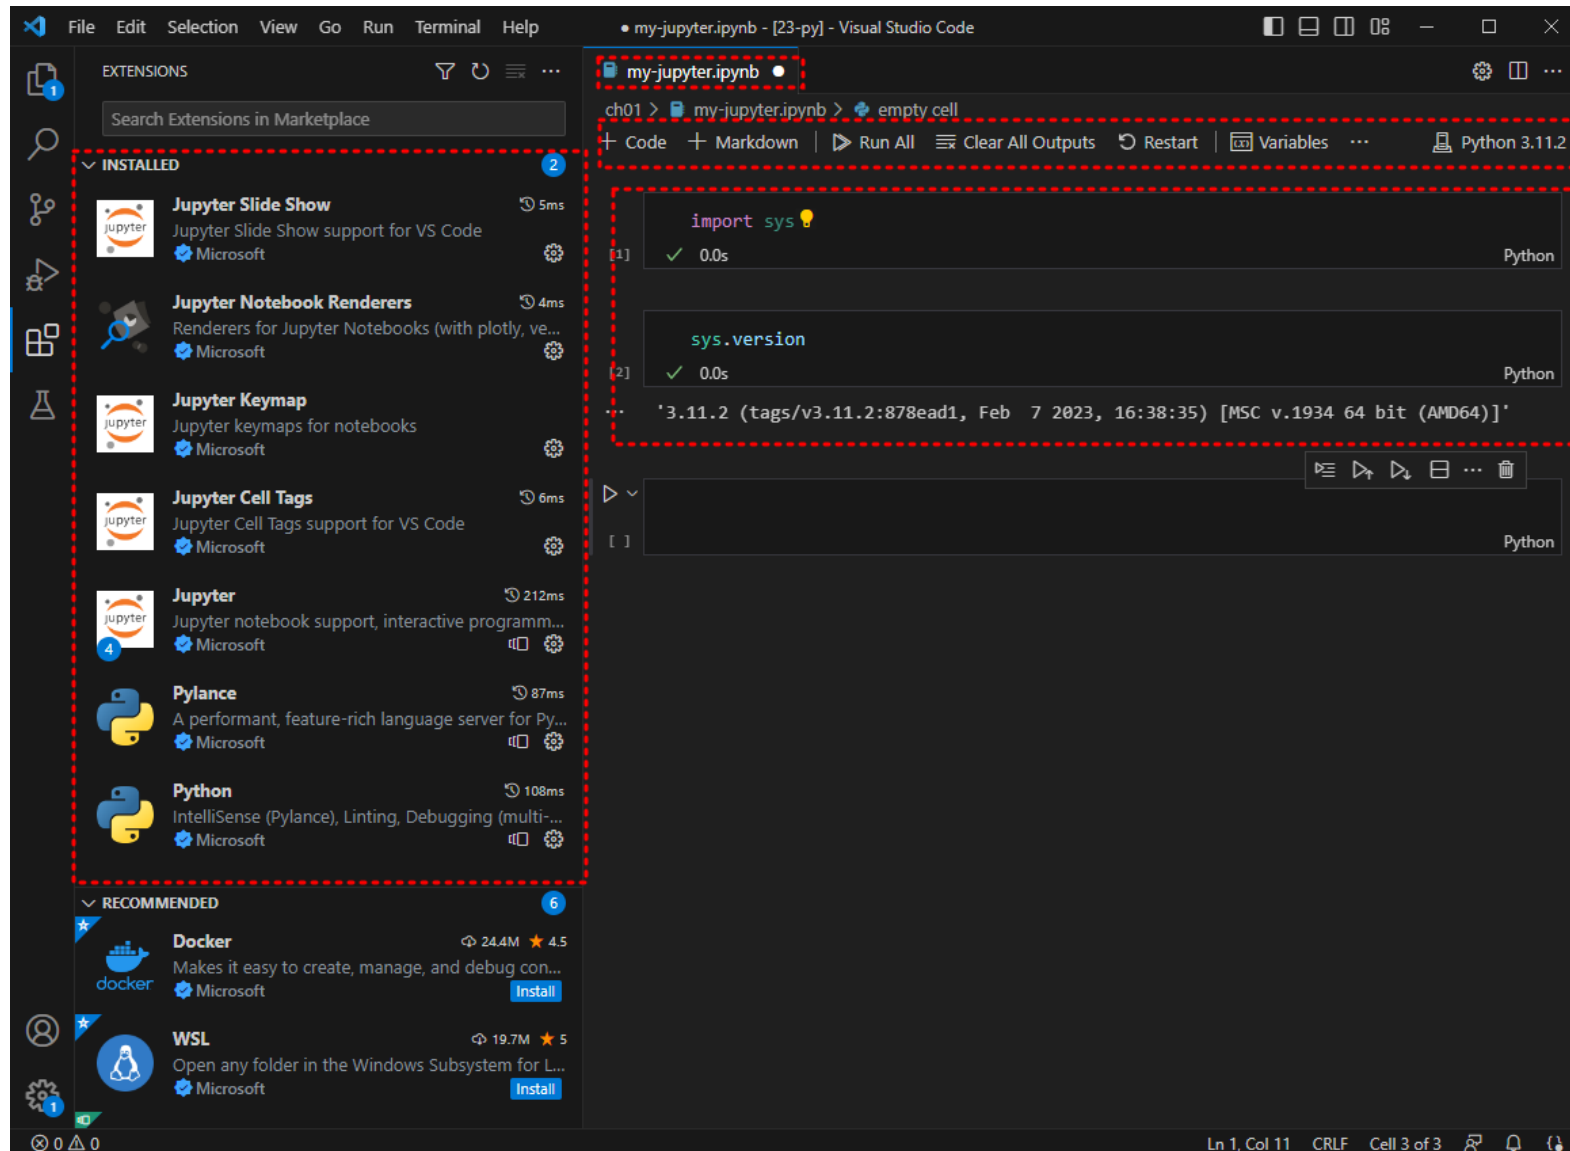 File Edit Selection View Go Run Terminal Help
● my-jupyter.ipynb - [23-py] - Visual Studio Code
EXTENSIONS
Search Extensions in Marketplace
INSTALLED 2
Jupyter Slide Show 5ms
Jupyter Slide Show support for VS Code
Microsoft
Jupyter Notebook Renderers 4ms
Renderers for Jupyter Notebooks (with plotly, ve...
Microsoft
Jupyter Keymap
Jupyter keymaps for notebooks
Microsoft
Jupyter Cell Tags 6ms
Jupyter Cell Tags support for VS Code
Microsoft
Jupyter 212ms
Jupyter notebook support, interactive programm...
Microsoft
4
Pylance 87ms
A performant, feature-rich language server for Py...
Microsoft
Python 108ms
IntelliSense (Pylance), Linting, Debugging (multi-...
Microsoft
RECOMMENDED 6
Docker 24.4M ★ 4.5
Makes it easy to create, manage, and debug con...
Microsoft Install
WSL 19.7M ★ 5
Open any folder in the Windows Subsystem for L...
Microsoft Install
jupyter
jupyter
jupyter
jupyter
docker
1
1
my-jupyter.ipynb ●
ch01 > my-jupyter.ipynb > empty cell
+ Code + Markdown | Run All Clear All Outputs Restart | Variables ··· Python 3.11.2
import sys
[1] ✓ 0.0s Python
sys.version
[2] ✓ 0.0s Python
··· '3.11.2 (tags/v3.11.2:878ead1, Feb  7 2023, 16:38:35) [MSC v.1934 64 bit (AMD64)]'
[ ] Python
0 0 Ln 1, Col 11 CRLF Cell 3 of 3